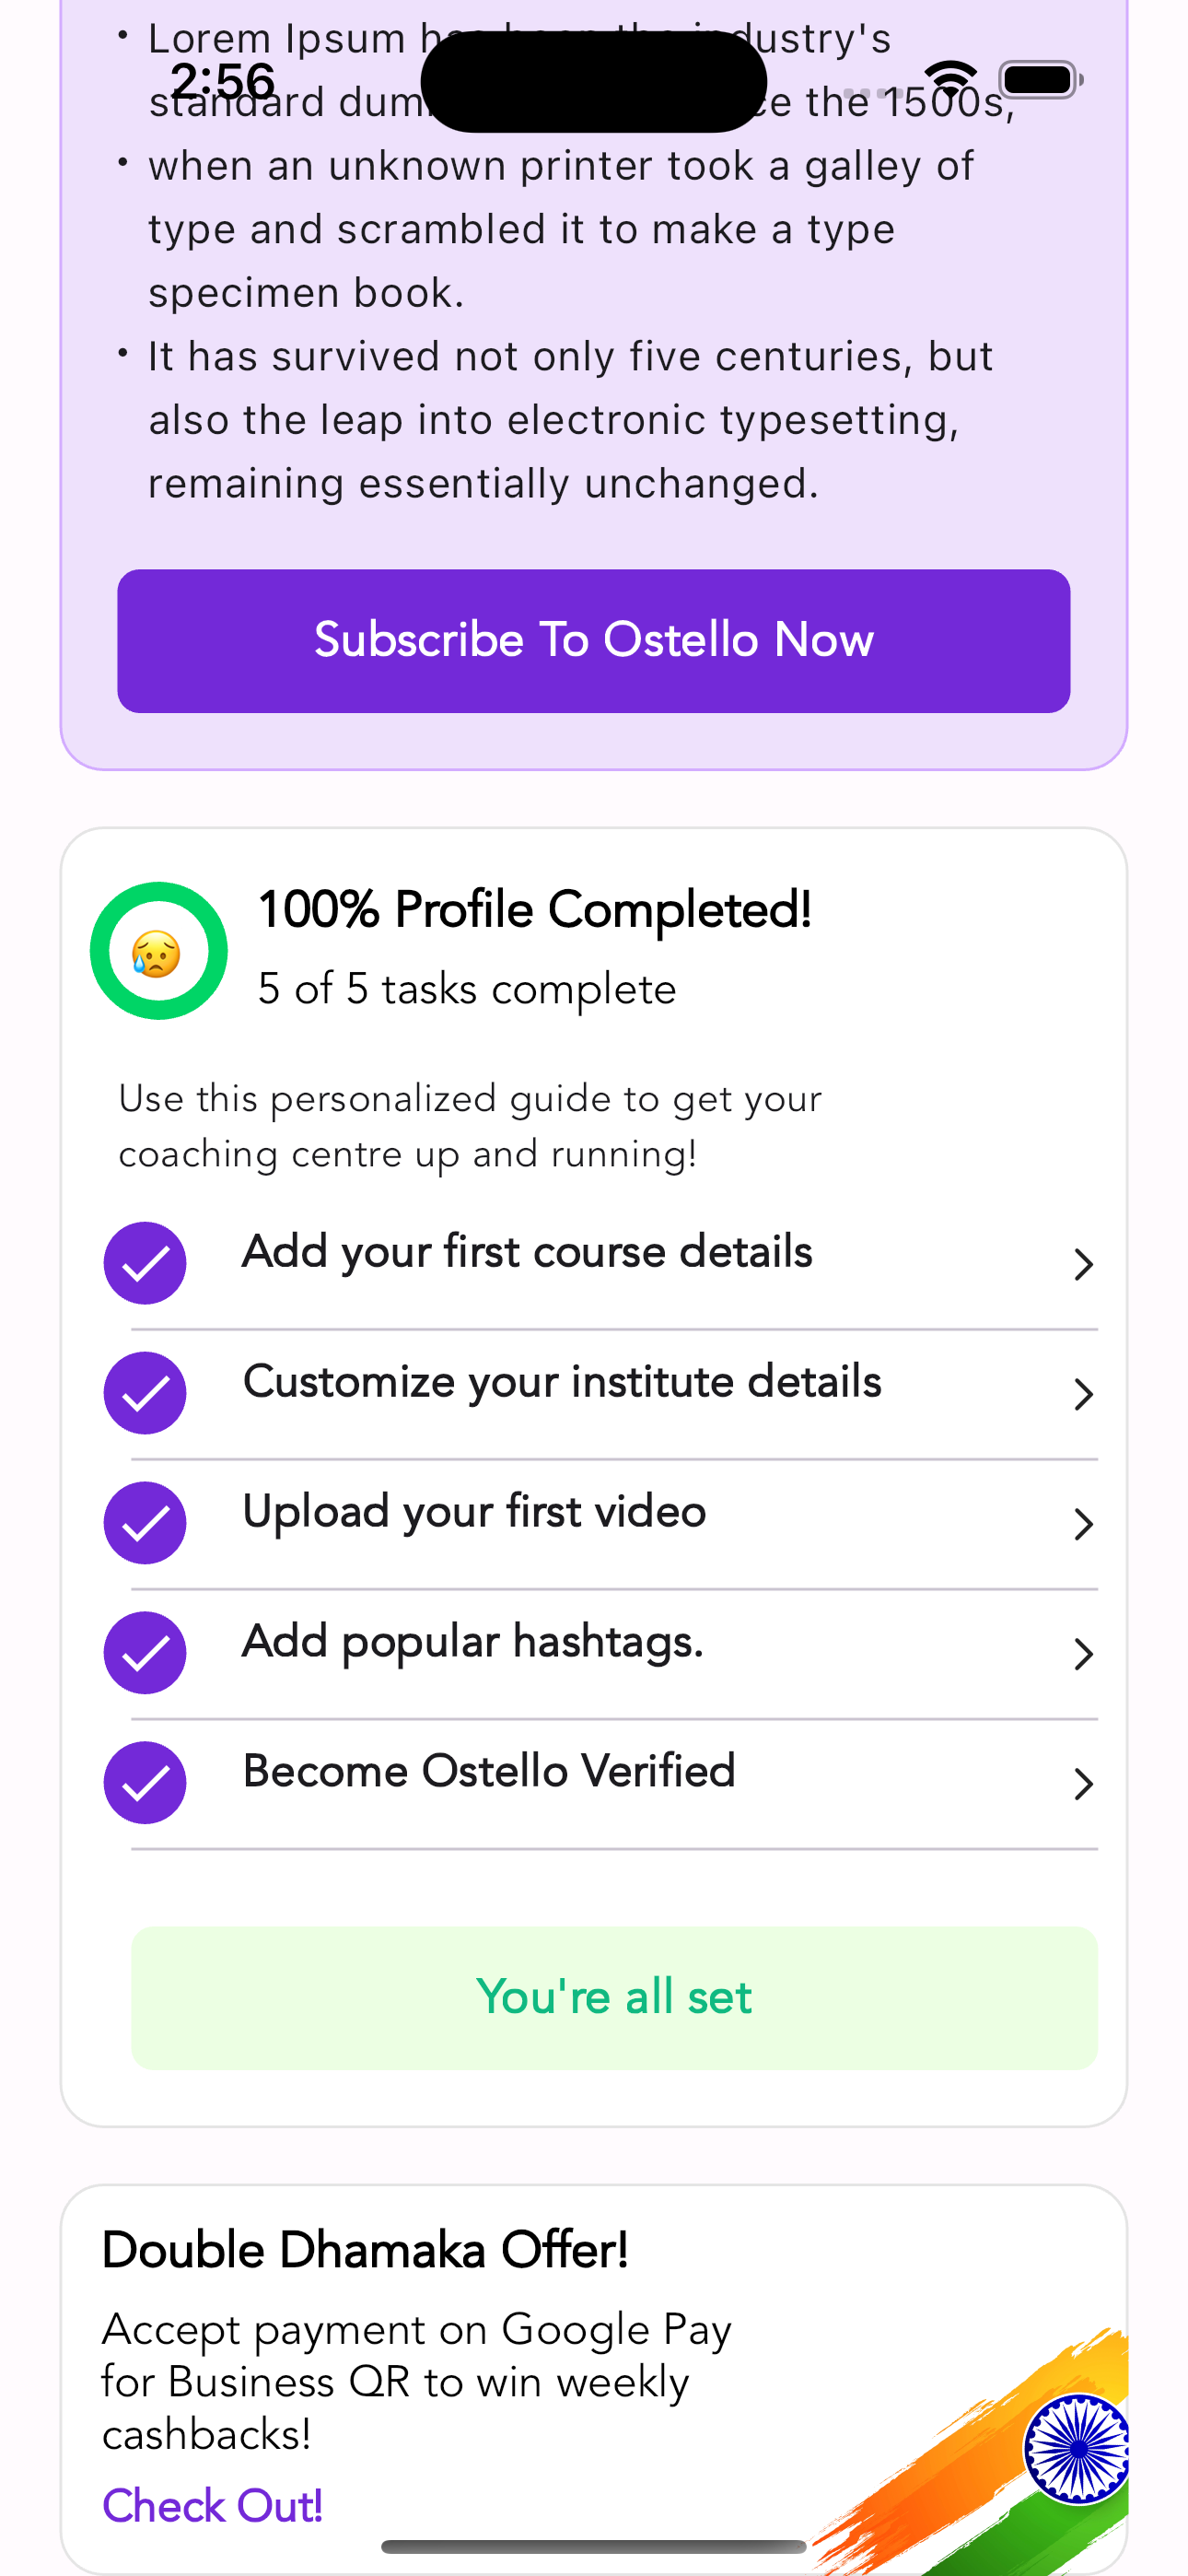 • Lorem Ipsum has been the industry's
2:56
standard dum ce the 1500s,
• when an unknown printer took a galley of
type and scrambled it to make a type
specimen book.
• It has survived not only five centuries, but
also the leap into electronic typesetting,
remaining essentially unchanged.
Subscribe To Ostello Now
100% Profile Completed!
5 of 5 tasks complete
Use this personalized guide to get your
coaching centre up and running!
Add your first course details
Customize your institute details
Upload your first video
Add popular hashtags.
Become Ostello Verified
You're all set
Double Dhamaka Offer!
Accept payment on Google Pay
for Business QR to win weekly
cashbacks!
Check Out!